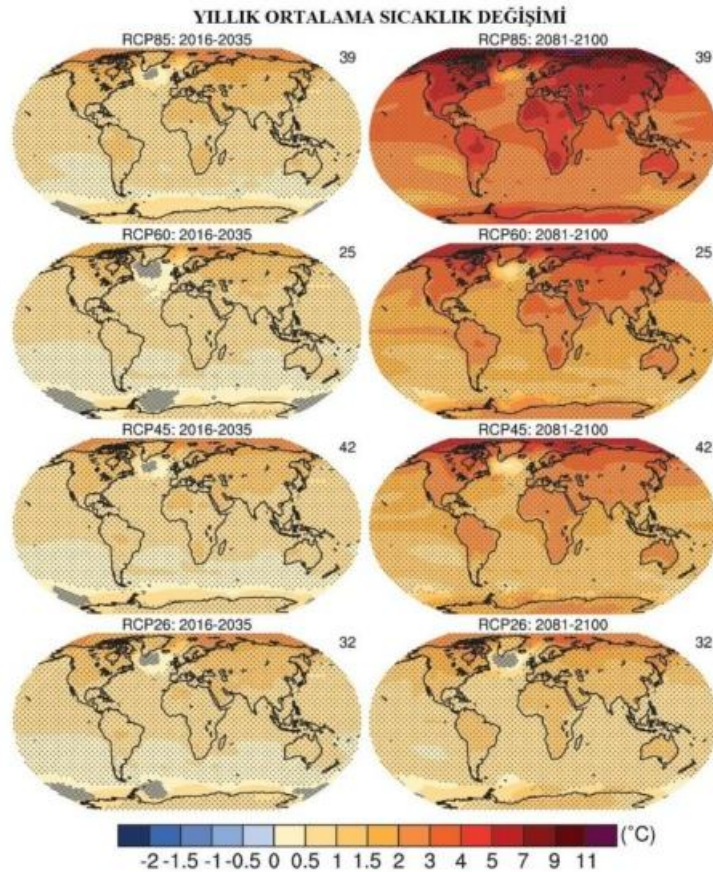 YILLIK ORTALAMA SICAKLIK DEĞİŞİMİ
RCP85: 2016-2035
39
RCP85: 2081-2100
39
RCP60: 2016-2035
25
RCP60: 2081-2100
25
RCP45: 2016-2035
42
RCP45: 2081-2100
42
RCP26: 2016-2035
32
RCP26: 2081-2100
32
(°C)
-2 -1.5 -1 -0.5 0 0.5 1 1.5 2 3 4 5 7 9 11